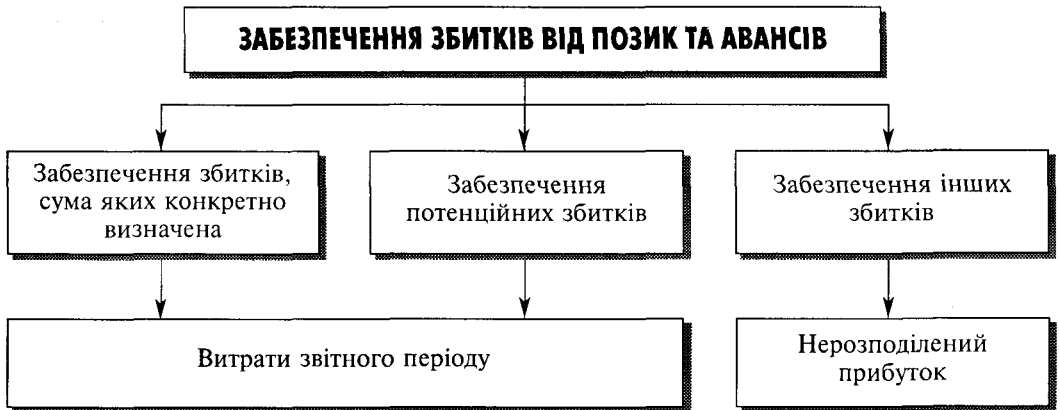 ЗАБЕЗПЕЧЕННЯ ЗБИТКІВ ВІД ПОЗИК ТА АВАНСІВ
Забезпечення збитків,
сума яких конкретно
визначена
Забезпечення
потенційних збитків
Забезпечення інших
збитків
Витрати звітного періоду
Нерозподілений
прибуток